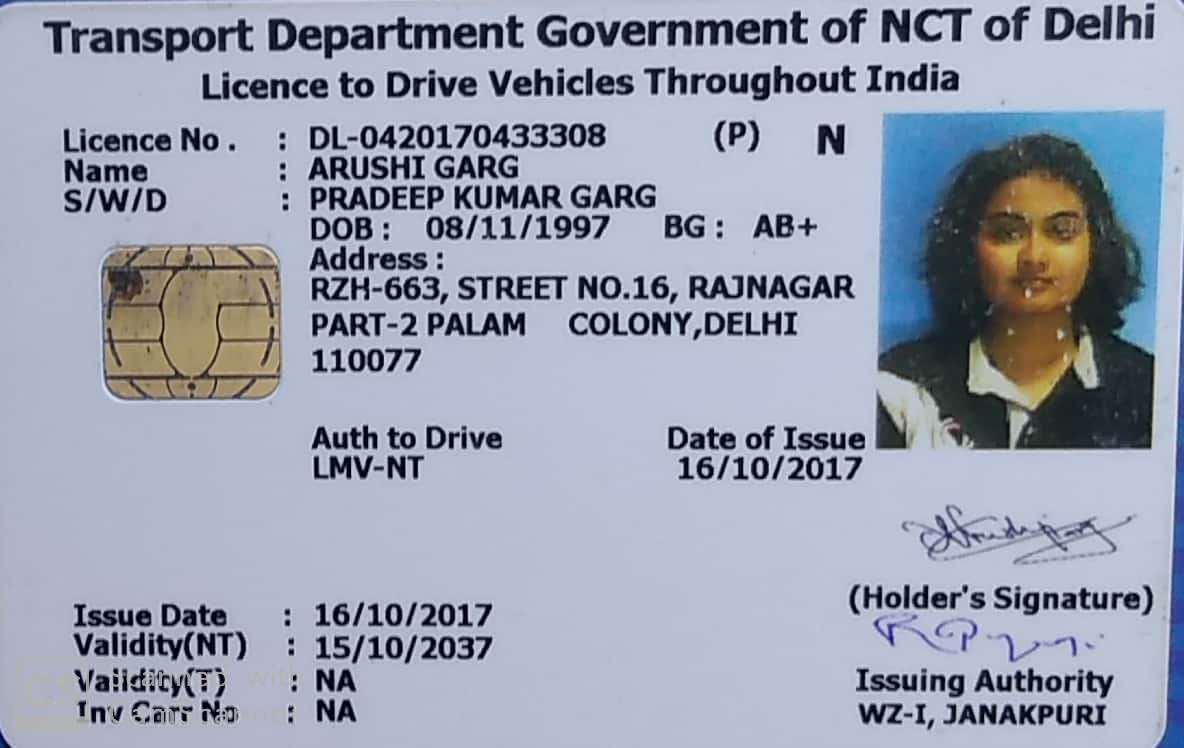 Transport Department Government of NCT of Delhi
Licence to Drive Vehicles Throughout India
Licence No . : DL-0420170433308 (P) N
Name : ARUSHI GARG
S/W/D : PRADEEP KUMAR GARG
DOB : 08/11/1997 BG : AB+
Address :
RZH-663, STREET NO.16, RAJNAGAR
PART-2 PALAM COLONY,DELHI
110077
Auth to Drive Date of Issue
LMV-NT 16/10/2017
(Holder's Signature)
Issue Date : 16/10/2017
Validity(NT) : 15/10/2037
Validity(T) : NA
Inv Carr No : NA
Issuing Authority
WZ-I, JANAKPURI